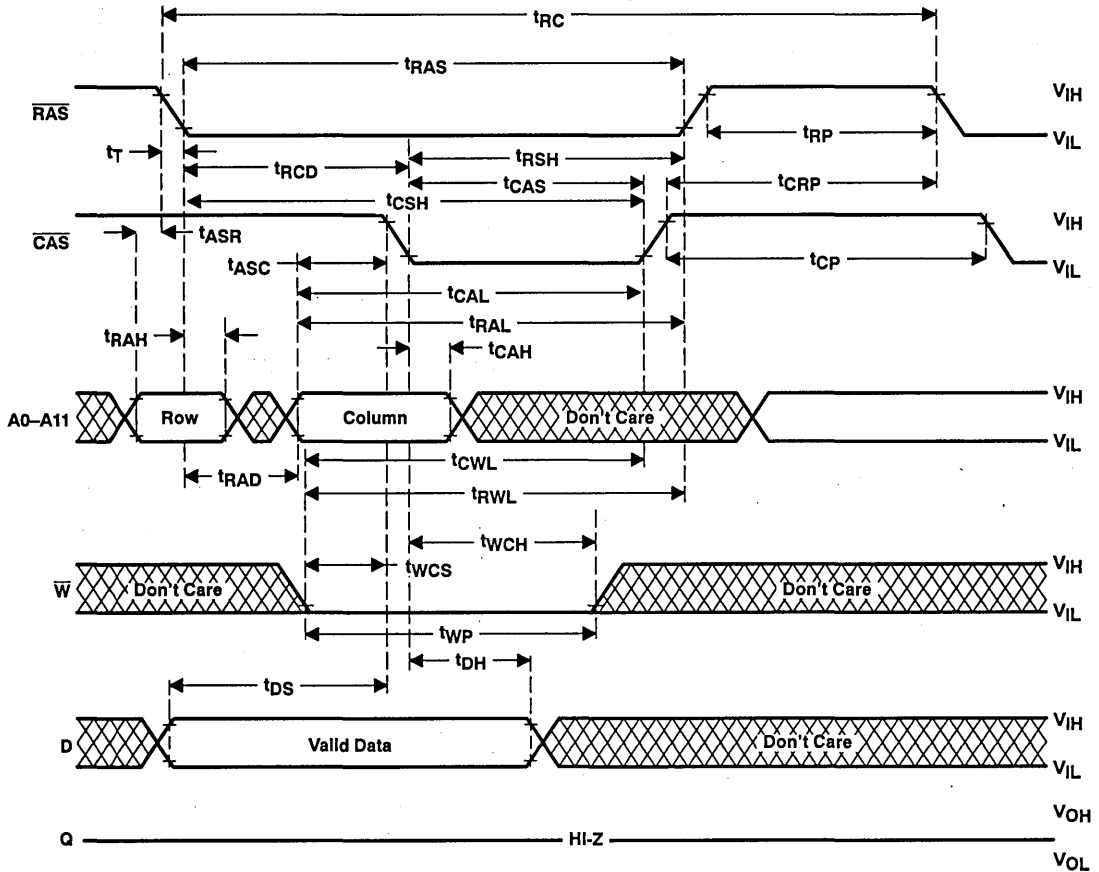 tRC
tRAS
RAS
VIH
VIL
tT
tRCD
tRSH
tRP
tCAS
tCRP
tCSH
CAS
tASR
VIH
VIL
tASC
tCP
tCAL
tRAL
tRAH
tCAH
A0–A11
Row
Column
Don't Care
VIH
VIL
tCWL
tRAD
tRWL
tWCH
tWCS
W
Don't Care
Don't Care
VIH
VIL
tWP
tDH
tDS
D
Valid Data
Don't Care
VIH
VIL
Q
HI-Z
VOH
VOL